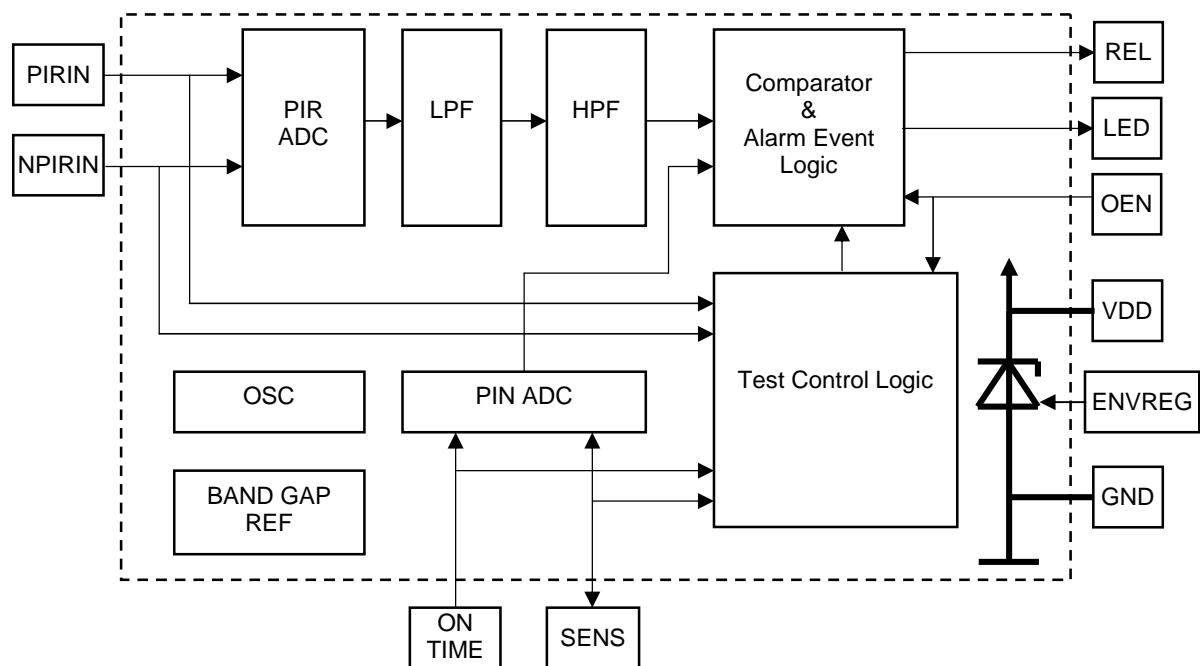 PIRIN
NPIRIN
PIR
ADC
LPF
HPF
Comparator
&
Alarm Event
Logic
REL
LED
OEN
VDD
ENVREG
GND
Test Control Logic
OSC
PIN ADC
BAND GAP
REF
ON
TIME
SENS